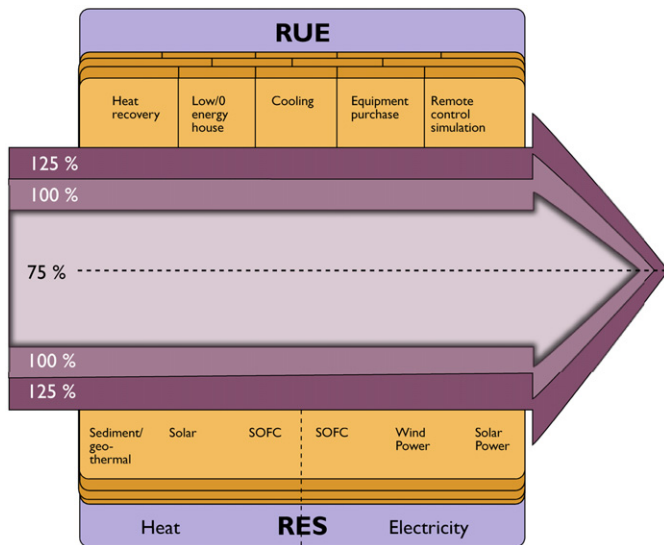 RUE
Heat Low/0 Cooling Equipment Remote
recovery energy purchase control
house simulation
125 %
100 %
75 %
100 %
125 %
Sediment/ Solar SOFC SOFC Wind Solar
geo- Power Power
thermal
Heat RES Electricity